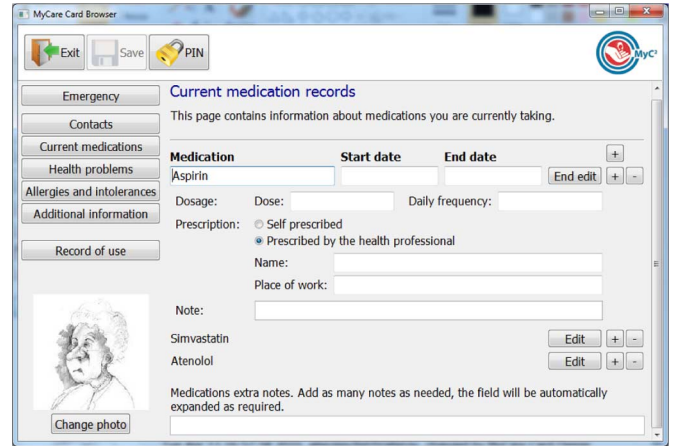 MyCare Card Browser
Exit Save PIN
MyC³
Emergency
Contacts
Current medications
Health problems
Allergies and intolerances
Additional information
Record of use
Change photo
Current medication records
This page contains information about medications you are currently taking.
Medication Start date End date +
Aspirin End edit + -
Dosage: Dose: Daily frequency:
Prescription: Self prescribed
Prescribed by the health professional
Name:
Place of work:
Note:
Simvastatin Edit + -
Atenolol Edit + -
Medications extra notes. Add as many notes as needed, the field will be automatically
expanded as required.